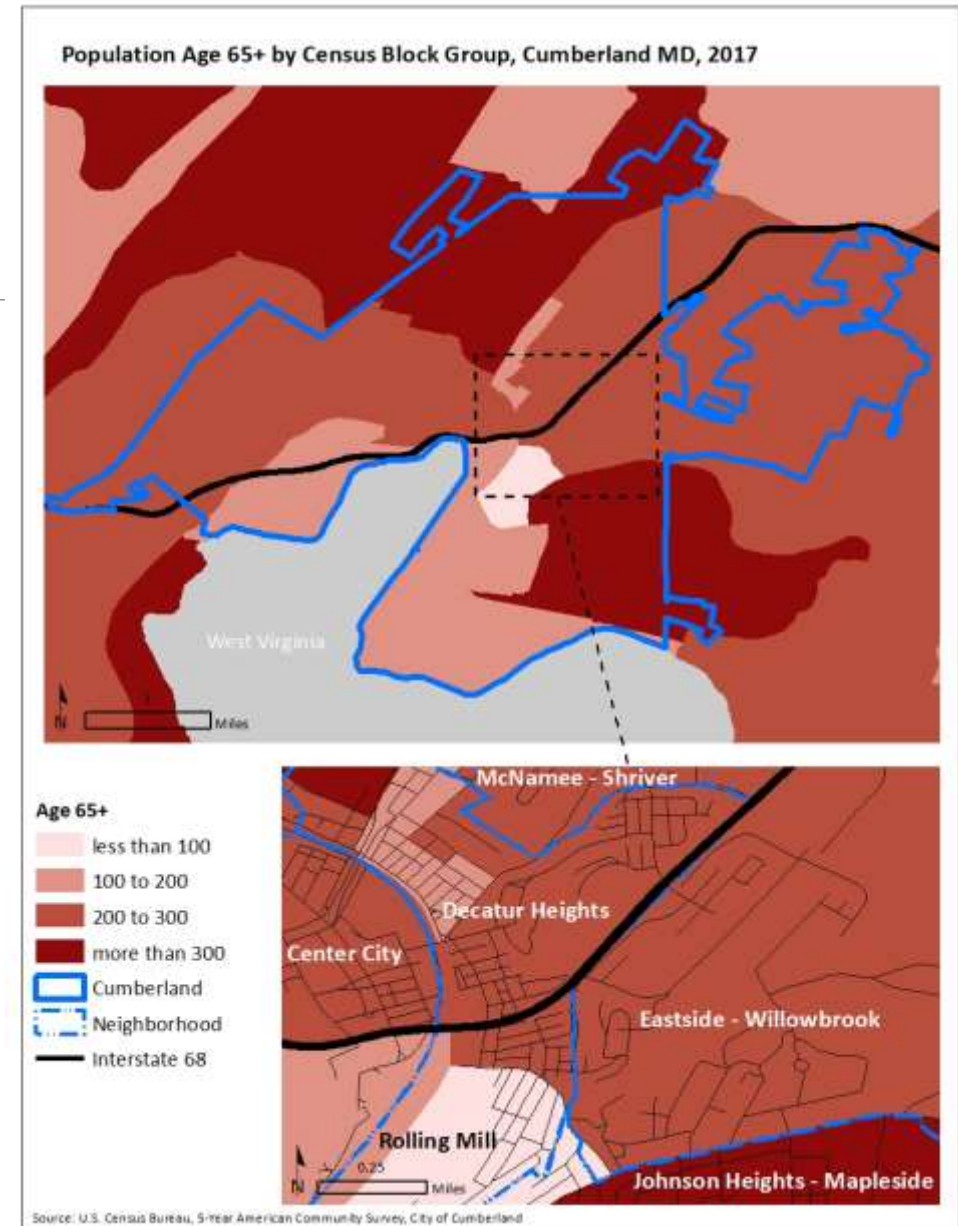 Population Age 65+ by Census Block Group, Cumberland MD, 2017
West Virginia
N
Miles
McNamee - Shriver
Decatur Heights
Center City
Eastside - Willowbrook
Rolling Mill
Johnson Heights - Mapleside
N
0.25
Miles
Age 65+
less than 100
100 to 200
200 to 300
more than 300
Cumberland
Neighborhood
Interstate 68
Source: U.S. Census Bureau, 5-Year American Community Survey, City of Cumberland